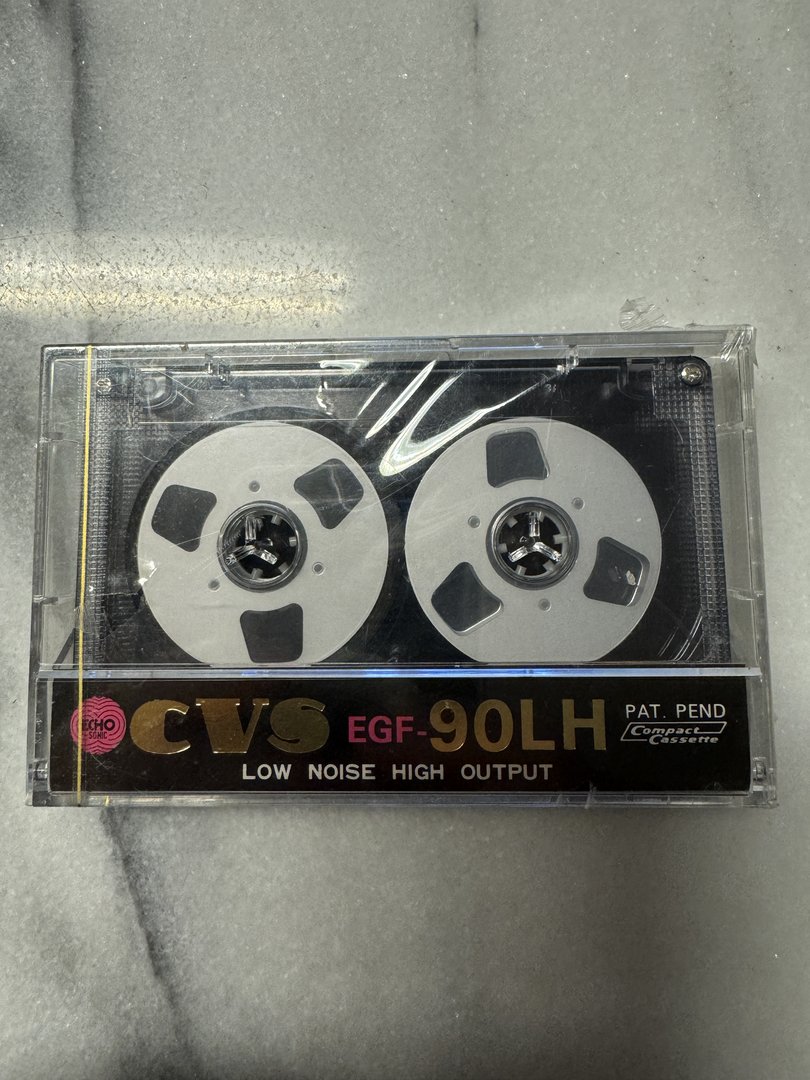 ECHO
SONIC
CVS EGF-90LH
PAT. PEND
Compact
Cassette
LOW NOISE HIGH OUTPUT